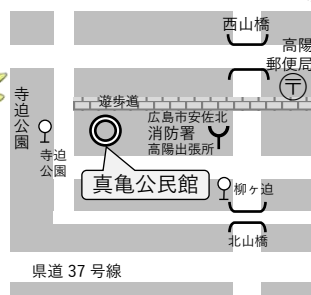 西山橋
高陽
郵便局
〒
遊歩道
寺迫公園
広島市安佐北
消防署
高陽出張所
寺迫
公園
真亀公民館
柳ヶ迫
北山橋
県道 37 号線